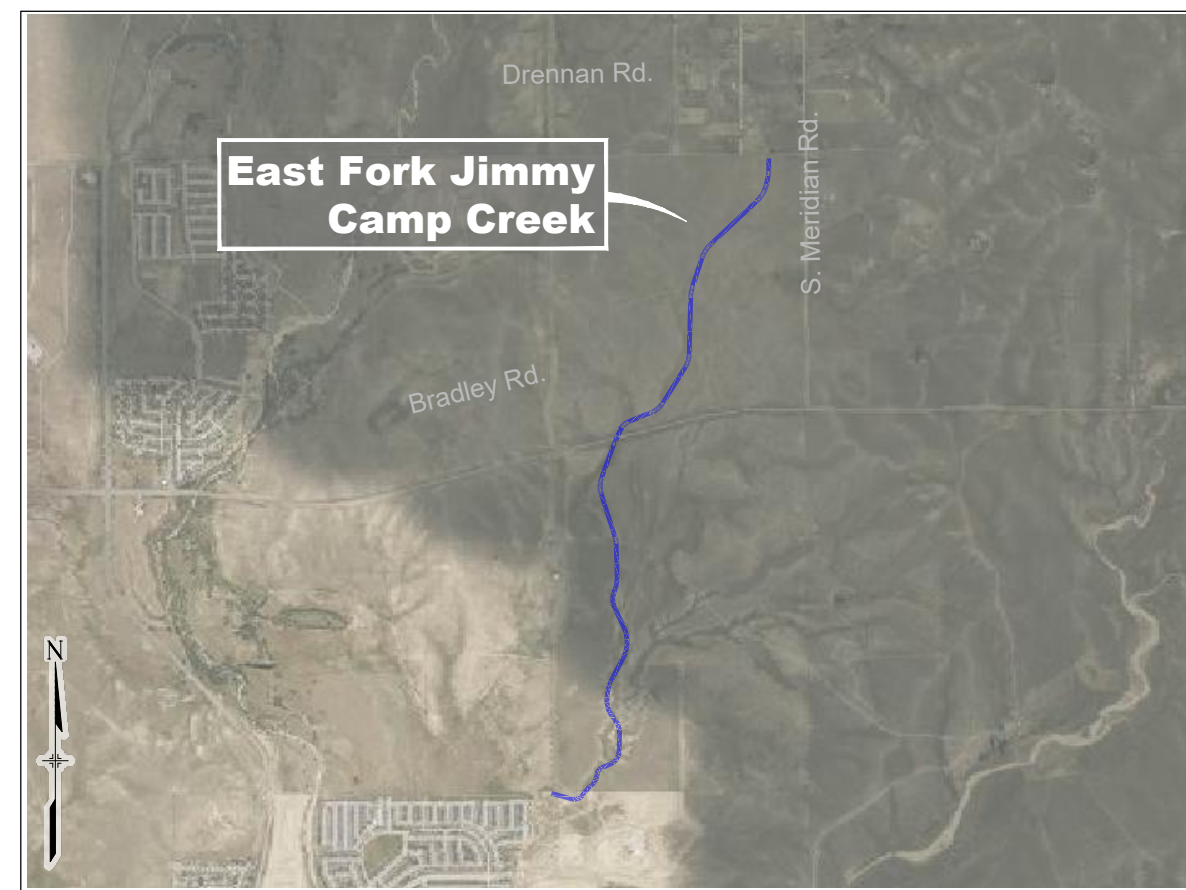 Drennan Rd.
East Fork Jimmy
Camp Creek
S. Meridian Rd.
Bradley Rd.
N